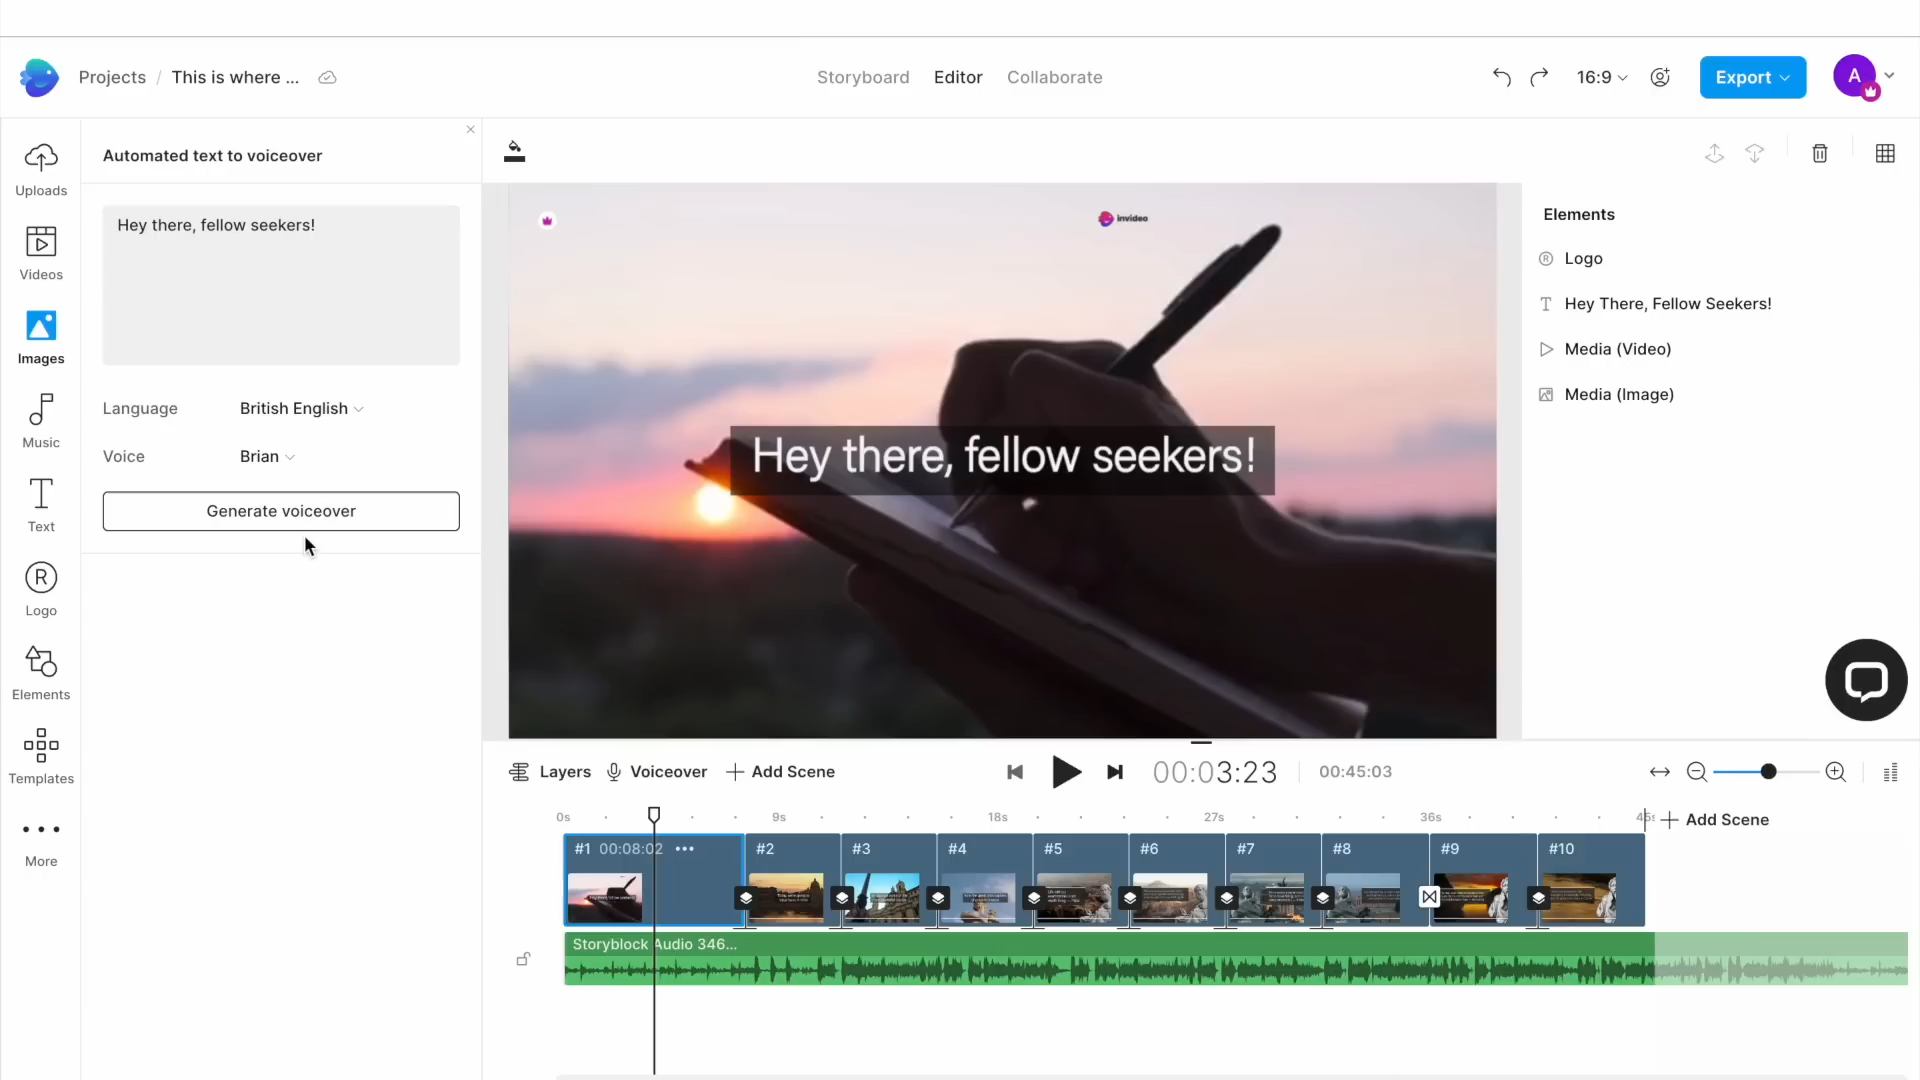 Projects / This is where ...
Storyboard Editor Collaborate
16:9
Export
A
Uploads
Videos
Images
Music
Text
R
Logo
Elements
Templates
More
Automated text to voiceover
Hey there, fellow seekers!
Language British English
Voice Brian
Generate voiceover
invideo
Hey there, fellow seekers!
Elements
R Logo
T Hey There, Fellow Seekers!
Media (Video)
Media (Image)
Layers Voiceover + Add Scene
00:03:23 00:45:03
0s 9s 18s 27s 36s 45s
+ Add Scene
#1 00:08:02 ••• #2 #3 #4 #5 #6 #7 #8 #9 #10
Storyblock Audio 346...